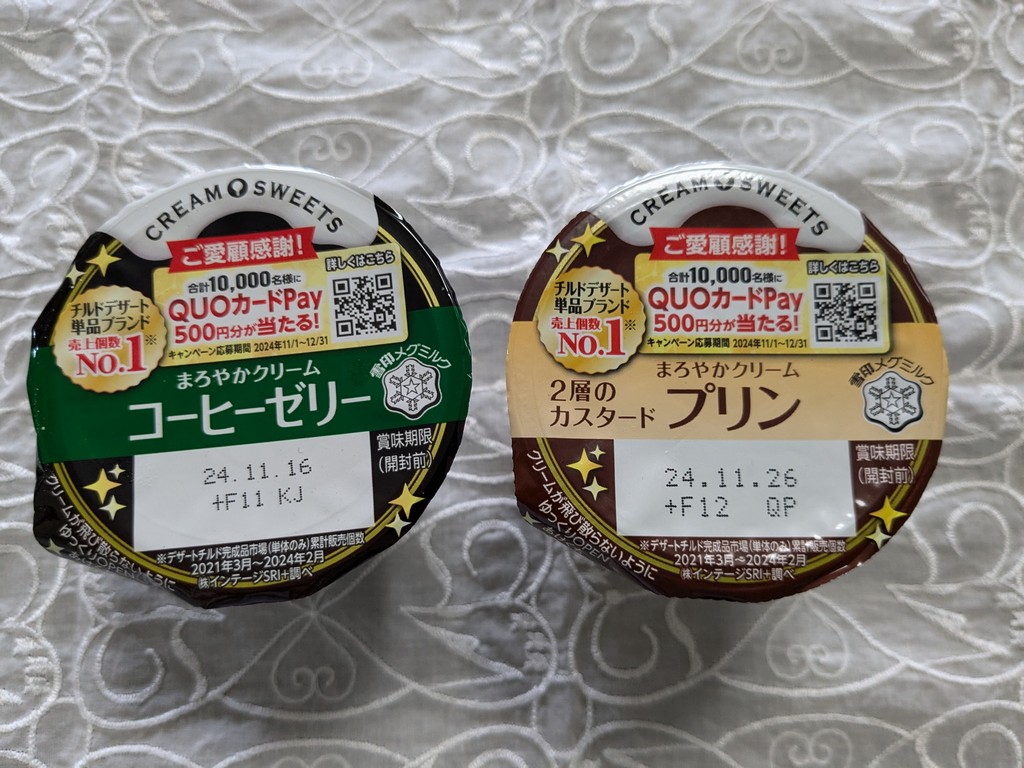 CREAM SWEETS
ご愛顧感謝!
合計10,000名様に
QUOカードPay
500円分が当たる!
詳しくはこちら
キャンペーン応募期間 2024年11/1~12/31
チルドデザート
単品ブランド
売上個数※
No.1
雪印メグミルク
まろやかクリーム
コーヒーゼリー
賞味期限
(開封前)
24.11.16
+F11 KJ
※デザートチルド完成品市場(単体のみ)累計販売個数
2021年3月~2024年2月
㈱インテージSRI+調べ
クリームが飛び散らないように
ゆっくりOPEN
CREAM SWEETS
ご愛顧感謝!
合計10,000名様に
QUOカードPay
500円分が当たる!
詳しくはこちら
キャンペーン応募期間 2024年11/1~12/31
チルドデザート
単品ブランド
売上個数※
No.1
雪印メグミルク
まろやかクリーム
2層の
カスタード
プリン
賞味期限
(開封前)
24.11.26
+F12 QP
※デザートチルド完成品市場(単体のみ)累計販売個数
2021年3月~2024年2月
㈱インテージSRI+調べ
クリームが飛び散らないように
ゆっくりOPEN